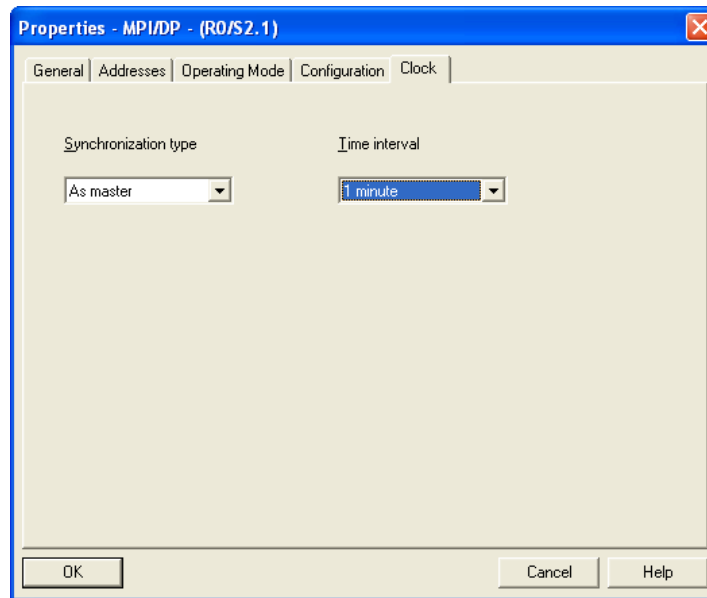 Properties - MPI/DP - (R0/S2.1)
General Addresses Operating Mode Configuration Clock
Synchronization type Time interval
As master 1 minute
OK Cancel Help